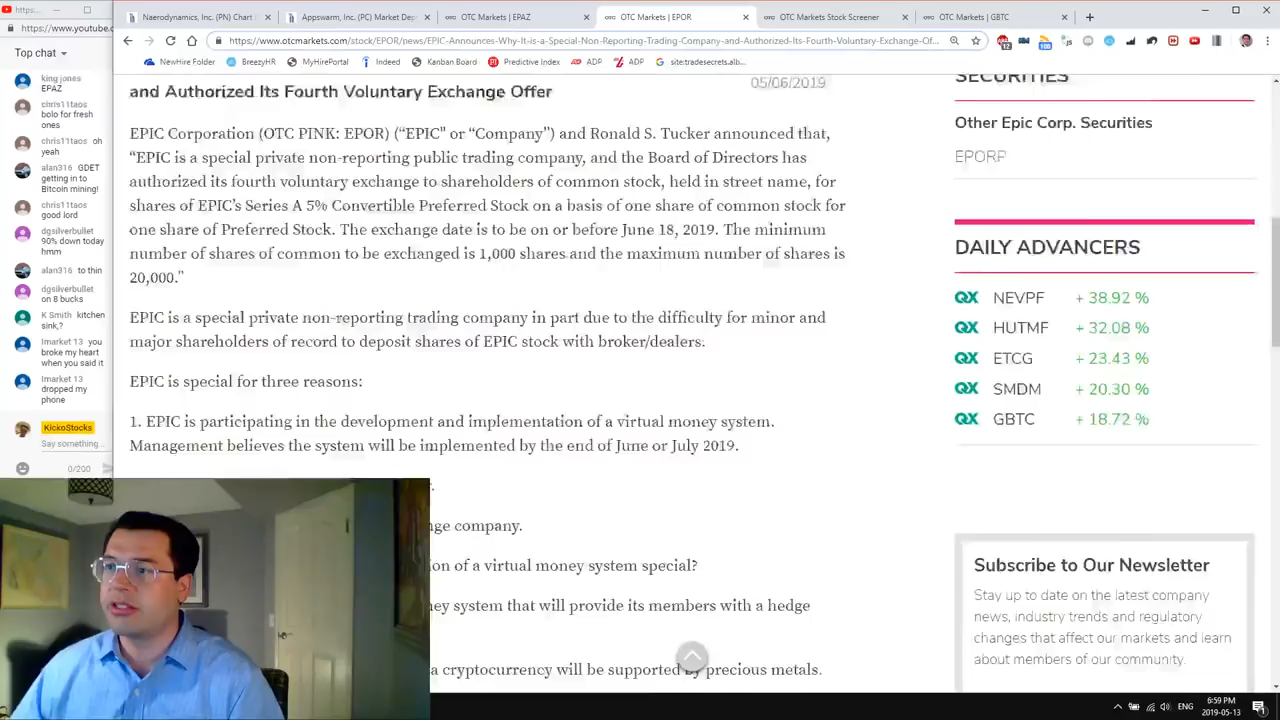 https:...
https://www.youtube.c...
Top chat
king jones
EPAZ
chris11taos
bolo for fresh
ones
chris11taos oh
yeah
alan316 GDET
getting in to
Bitcoin mining!
chris11taos
good lord
dgsilverbullet
90% down today
hmm
alan316 to thin
dgsilverbullet
on 8 bucks
K Smith kitchen
sink,?
lmarket 13 you
broke my heart
when you said it
lmarket 13
dropped my
phone
KickoStocks
Say something...
0/200
Naerodynamics, Inc. (PN) Chart
Appswarm, Inc. (PC) Market Dep
OTC Markets | EPAZ
OTC Markets | EPOR
OTC Markets Stock Screener
OTC Markets | GBTC
https://www.otcmarkets.com/stock/EPOR/news/EPIC-Announces-Why-It-is-a-Special-Non-Reporting-Trading-Company-and-Authorized-Its-Fourth-Voluntary-Exchange-Of...
NewHire Folder
BreezyHR
MyHirePortal
Indeed
Kanban Board
Predictive Index
ADP
ADP
site:tradesecrets.alb...
and Authorized Its Fourth Voluntary Exchange Offer
05/06/2019
EPIC Corporation (OTC PINK: EPOR) (“EPIC" or “Company”) and Ronald S. Tucker announced that,
“EPIC is a special private non-reporting public trading company, and the Board of Directors has
authorized its fourth voluntary exchange to shareholders of common stock, held in street name, for
shares of EPIC’s Series A 5% Convertible Preferred Stock on a basis of one share of common stock for
one share of Preferred Stock. The exchange date is to be on or before June 18, 2019. The minimum
number of shares of common to be exchanged is 1,000 shares and the maximum number of shares is
20,000.”
EPIC is a special private non-reporting trading company in part due to the difficulty for minor and
major shareholders of record to deposit shares of EPIC stock with broker/dealers.
EPIC is special for three reasons:
1. EPIC is participating in the development and implementation of a virtual money system.
Management believes the system will be implemented by the end of June or July 2019.
nge company.
ion of a virtual money system special?
ney system that will provide its members with a hedge
a cryptocurrency will be supported by precious metals.
SECURITIES
Other Epic Corp. Securities
EPORP
DAILY ADVANCERS
QX NEVPF + 38.92 %
QX HUTMF + 32.08 %
QX ETCG + 23.43 %
QX SMDM + 20.30 %
QX GBTC + 18.72 %
Subscribe to Our Newsletter
Stay up to date on the latest company
news, industry trends and regulatory
changes that affect our markets and learn
about members of our community.
ENG
6:59 PM
2019-05-13